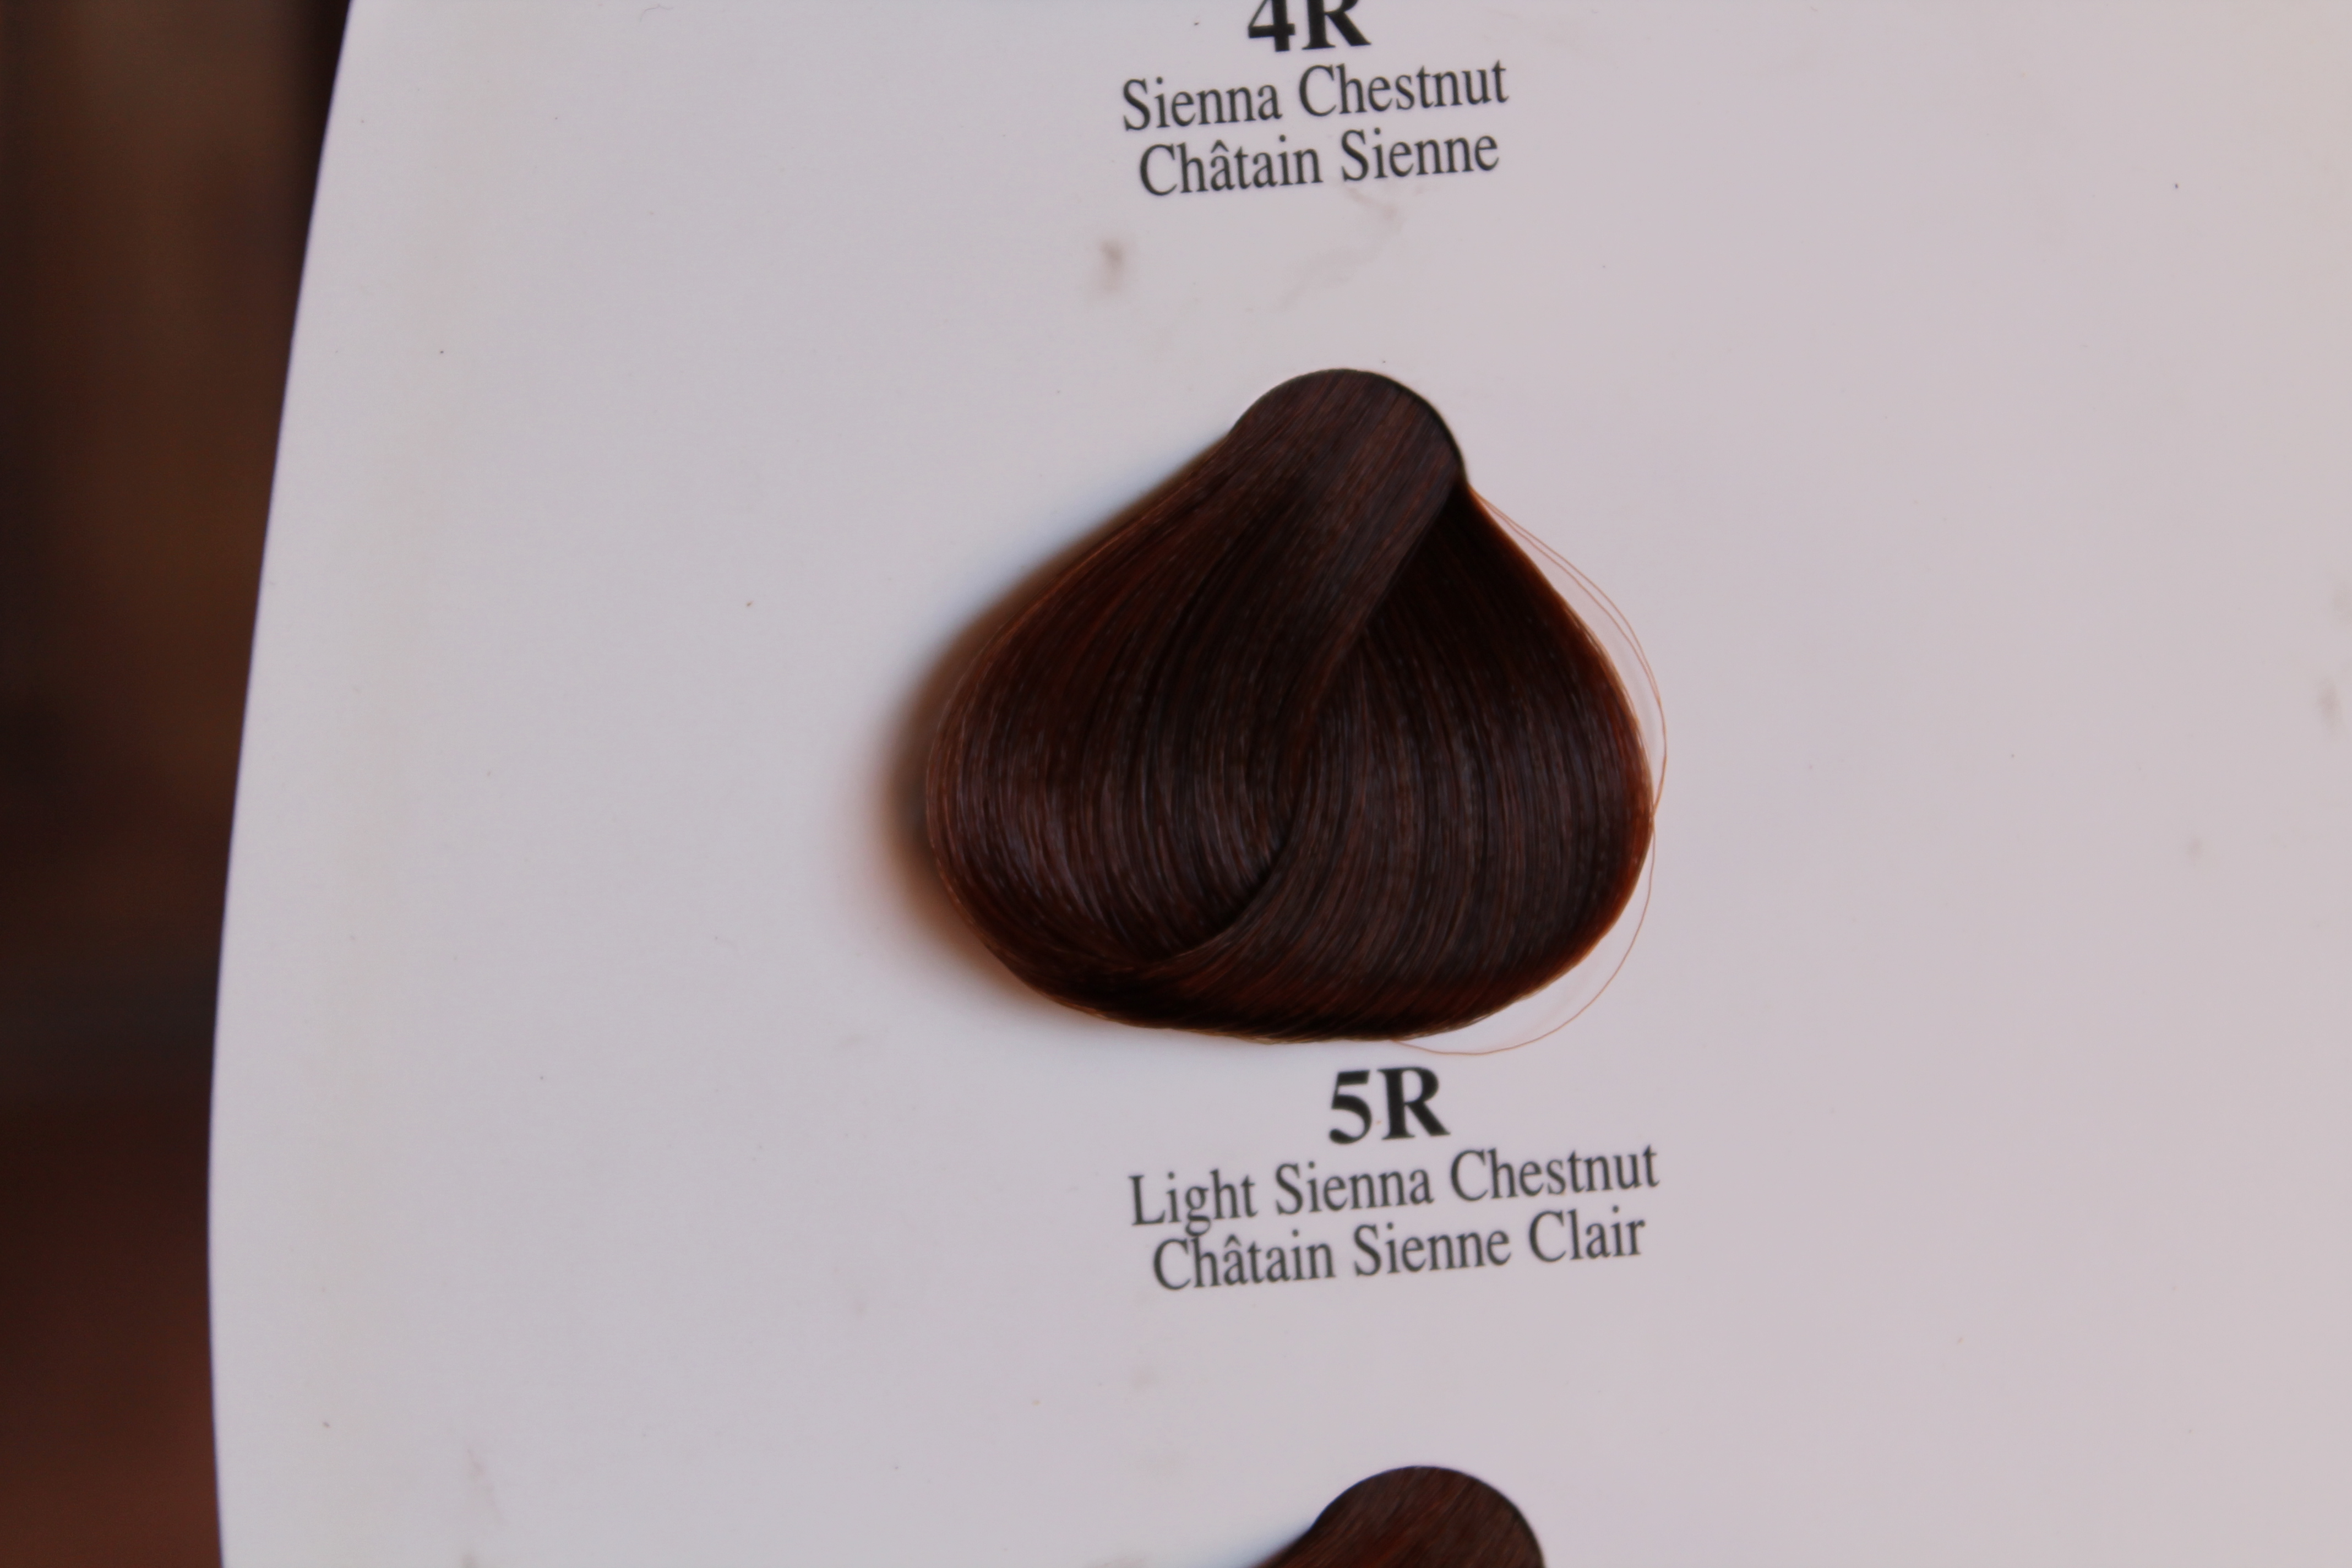 4R
Sienna Chestnut
Châtain Sienne
5R
Light Sienna Chestnut
Châtain Sienne Clair